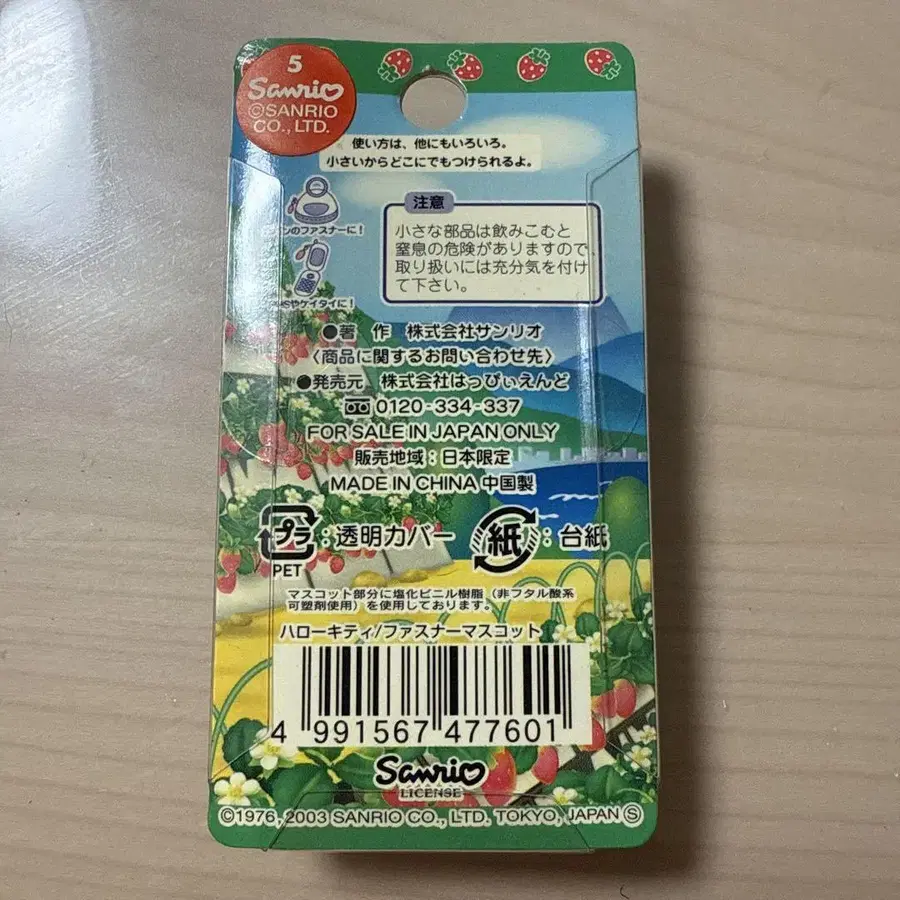 5
Sanrio
©SANRIO
CO., LTD.
使い方は、他にもいろいろ。
小さいからどこにでもつけられるよ。
ンのファスナーに!
やケイタイに!
注意
小さな部品は飲みこむと
窒息の危険がありますので、
取り扱いには充分気を付け
て下さい。
●著 作 株式会社サンリオ
〈商品に関するお問い合わせ先〉
●発売元 株式会社はっぴぃえんど
0120-334-337
FOR SALE IN JAPAN ONLY
販売地域:日本限定
MADE IN CHINA 中国製
プラ:透明カバー
PET
紙:台紙
マスコット部分に塩化ビニル樹脂(非フタル酸系
可塑剤使用)を使用しております。
ハローキティ/ファスナーマスコット
4 991567 477601
Sanrio
LICENSE
©1976, 2003 SANRIO CO., LTD. TOKYO, JAPAN Ⓢ